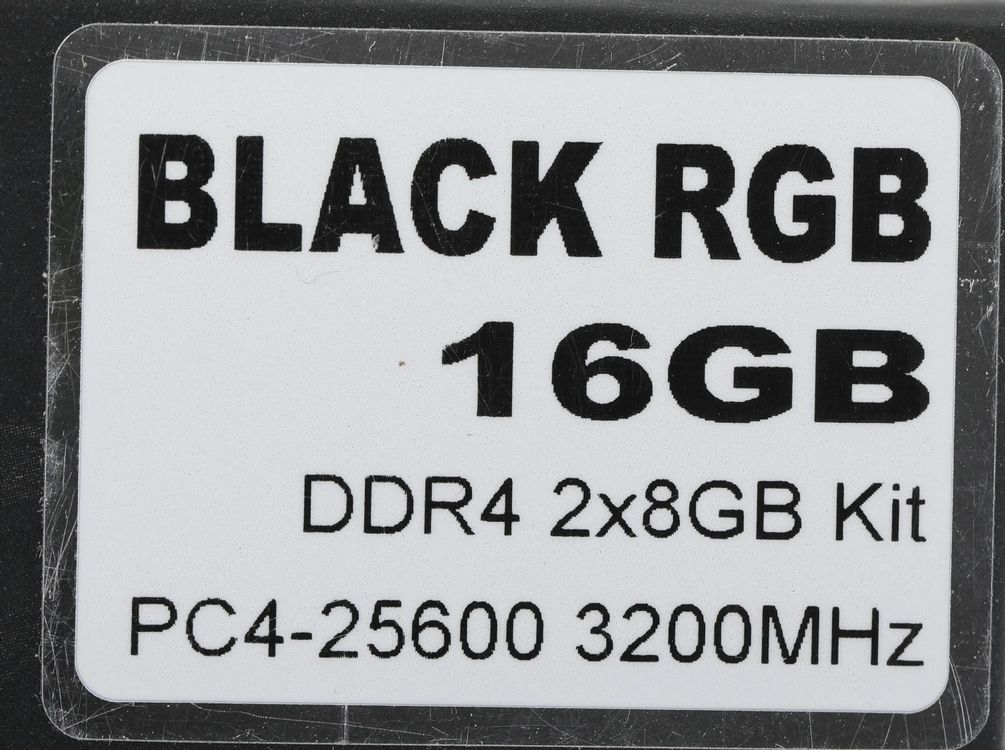 BLACK RGB
16GB
DDR4 2x8GB Kit
PC4-25600 3200MHz